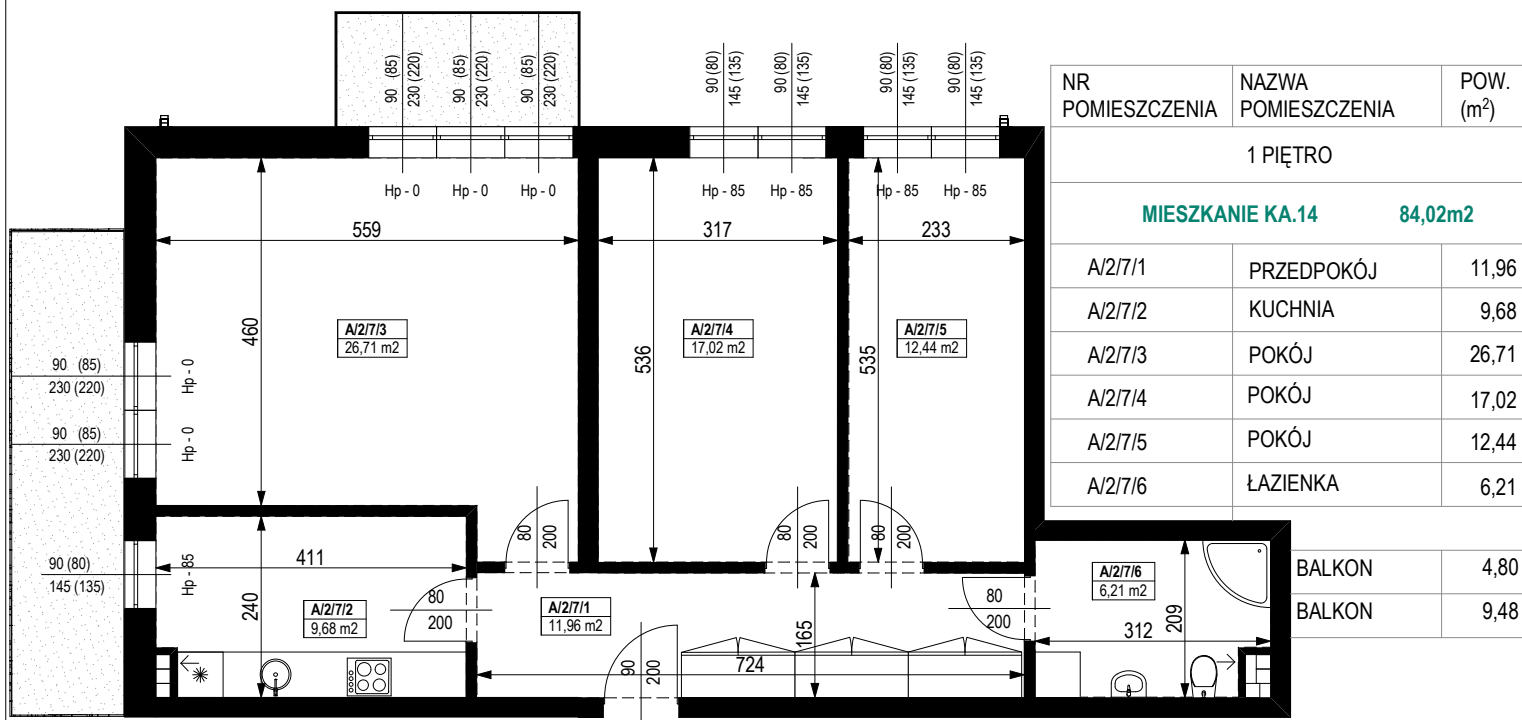 90 (85)
230 (220)
90 (85)
230 (220)
90 (85)
230 (220)
90 (80)
145 (135)
90 (80)
145 (135)
90 (80)
145 (135)
90 (80)
145 (135)
Hp - 0
Hp - 0
Hp - 0
Hp - 85
Hp - 85
Hp - 85
Hp - 85
559
317
233
460
536
535
A/2/7/3
26,71 m2
A/2/7/4
17,02 m2
A/2/7/5
12,44 m2
90 (85)
230 (220)
Hp - 0
90 (85)
230 (220)
Hp - 0
90 (80)
145 (135)
Hp - 85
411
240
A/2/7/2
9,68 m2
80
200
80
200
80
200
80
200
A/2/7/1
11,96 m2
90
200
724
165
80
200
A/2/7/6
6,21 m2
312
209
NR POMIESZCZENIA
NAZWA POMIESZCZENIA
POW. (m2)
1 PIĘTRO
MIESZKANIE KA.14 84,02m2
A/2/7/1 PRZEDPOKÓJ 11,96
A/2/7/2 KUCHNIA 9,68
A/2/7/3 POKÓJ 26,71
A/2/7/4 POKÓJ 17,02
A/2/7/5 POKÓJ 12,44
A/2/7/6 ŁAZIENKA 6,21
BALKON 4,80
BALKON 9,48